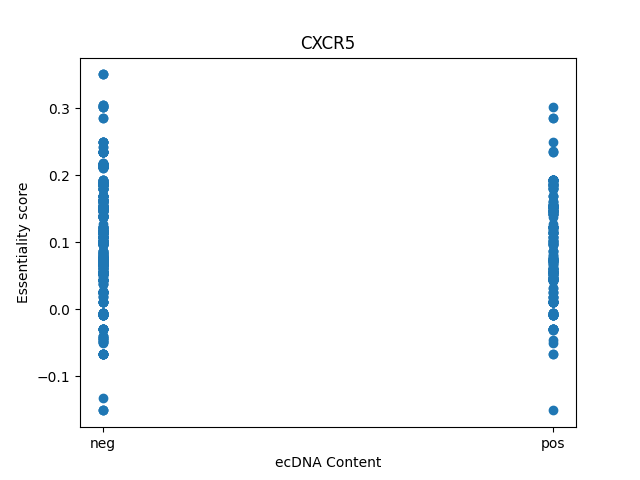 CXCR5
Essentiality score
0.3
0.2
0.1
0.0
−0.1
neg
pos
ecDNA Content